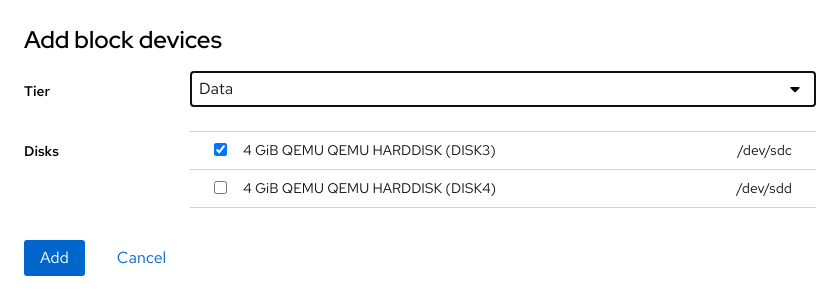 Add block devices
Tier
Data
Disks
4 GiB QEMU QEMU HARDDISK (DISK3) /dev/sdc
4 GiB QEMU QEMU HARDDISK (DISK4) /dev/sdd
Add Cancel